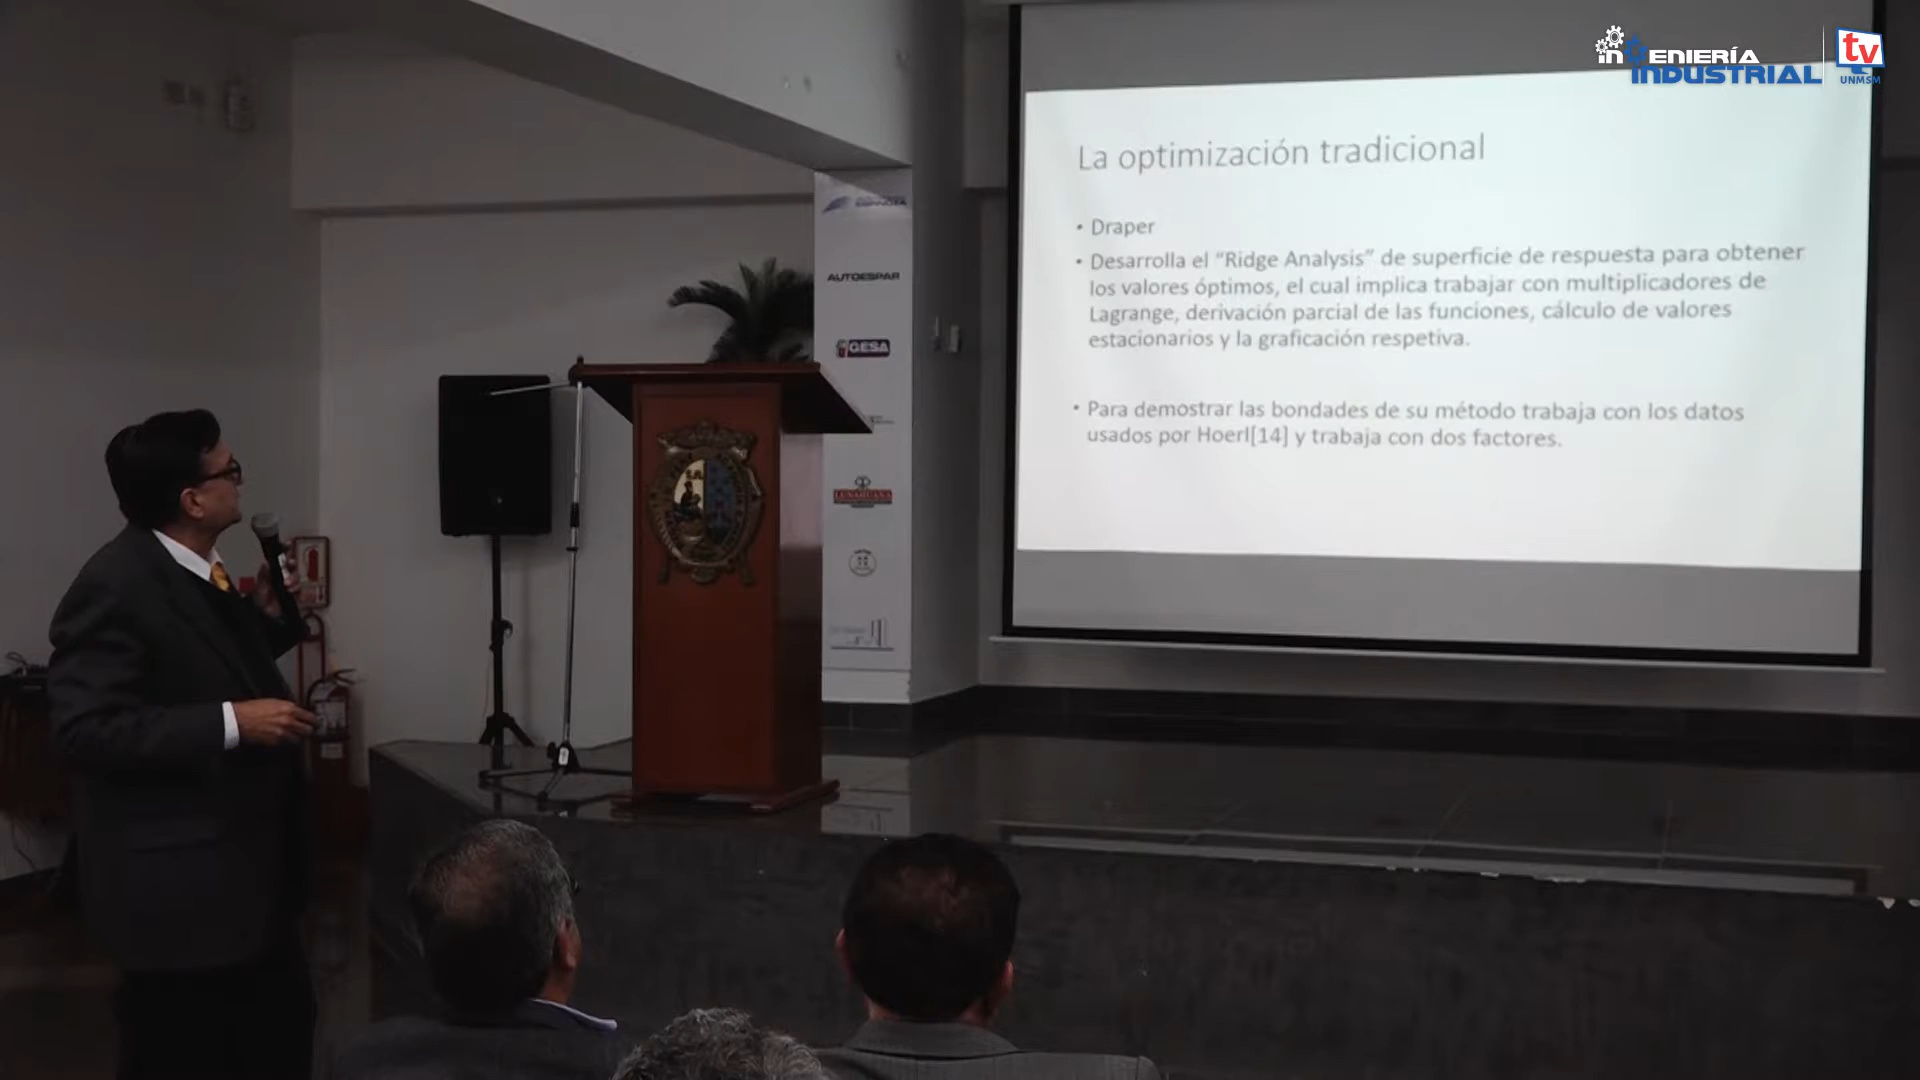 INGENIERÍA
INDUSTRIAL
tv
UNMSM
La optimización tradicional
• Draper
• Desarrolla el “Ridge Analysis” de superficie de respuesta para obtener
los valores óptimos, el cual implica trabajar con multiplicadores de
Lagrange, derivación parcial de las funciones, cálculo de valores
estacionarios y la graficación respetiva.
• Para demostrar las bondades de su método trabaja con los datos
usados por Hoerl[14] y trabaja con dos factores.
AUTOESPAR
GESA
LUNAHUANA